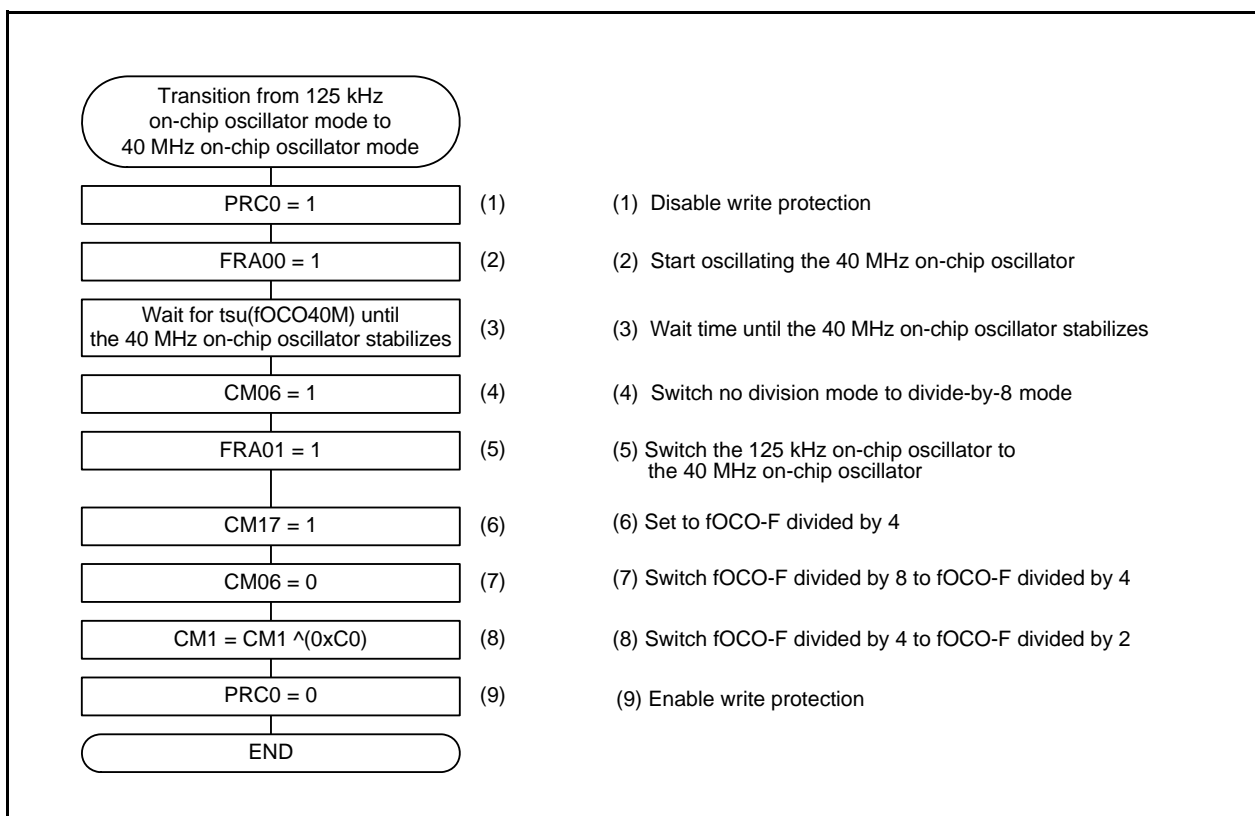 Transition from 125 kHz
on-chip oscillator mode to
40 MHz on-chip oscillator mode
PRC0 = 1
(1)
(1) Disable write protection
FRA00 = 1
(2)
(2) Start oscillating the 40 MHz on-chip oscillator
Wait for tsu(fOCO40M) until
the 40 MHz on-chip oscillator stabilizes
(3)
(3) Wait time until the 40 MHz on-chip oscillator stabilizes
CM06 = 1
(4)
(4) Switch no division mode to divide-by-8 mode
FRA01 = 1
(5)
(5) Switch the 125 kHz on-chip oscillator to
the 40 MHz on-chip oscillator
CM17 = 1
(6)
(6) Set to fOCO-F divided by 4
CM06 = 0
(7)
(7) Switch fOCO-F divided by 8 to fOCO-F divided by 4
CM1 = CM1 ^(0xC0)
(8)
(8) Switch fOCO-F divided by 4 to fOCO-F divided by 2
PRC0 = 0
(9)
(9) Enable write protection
END